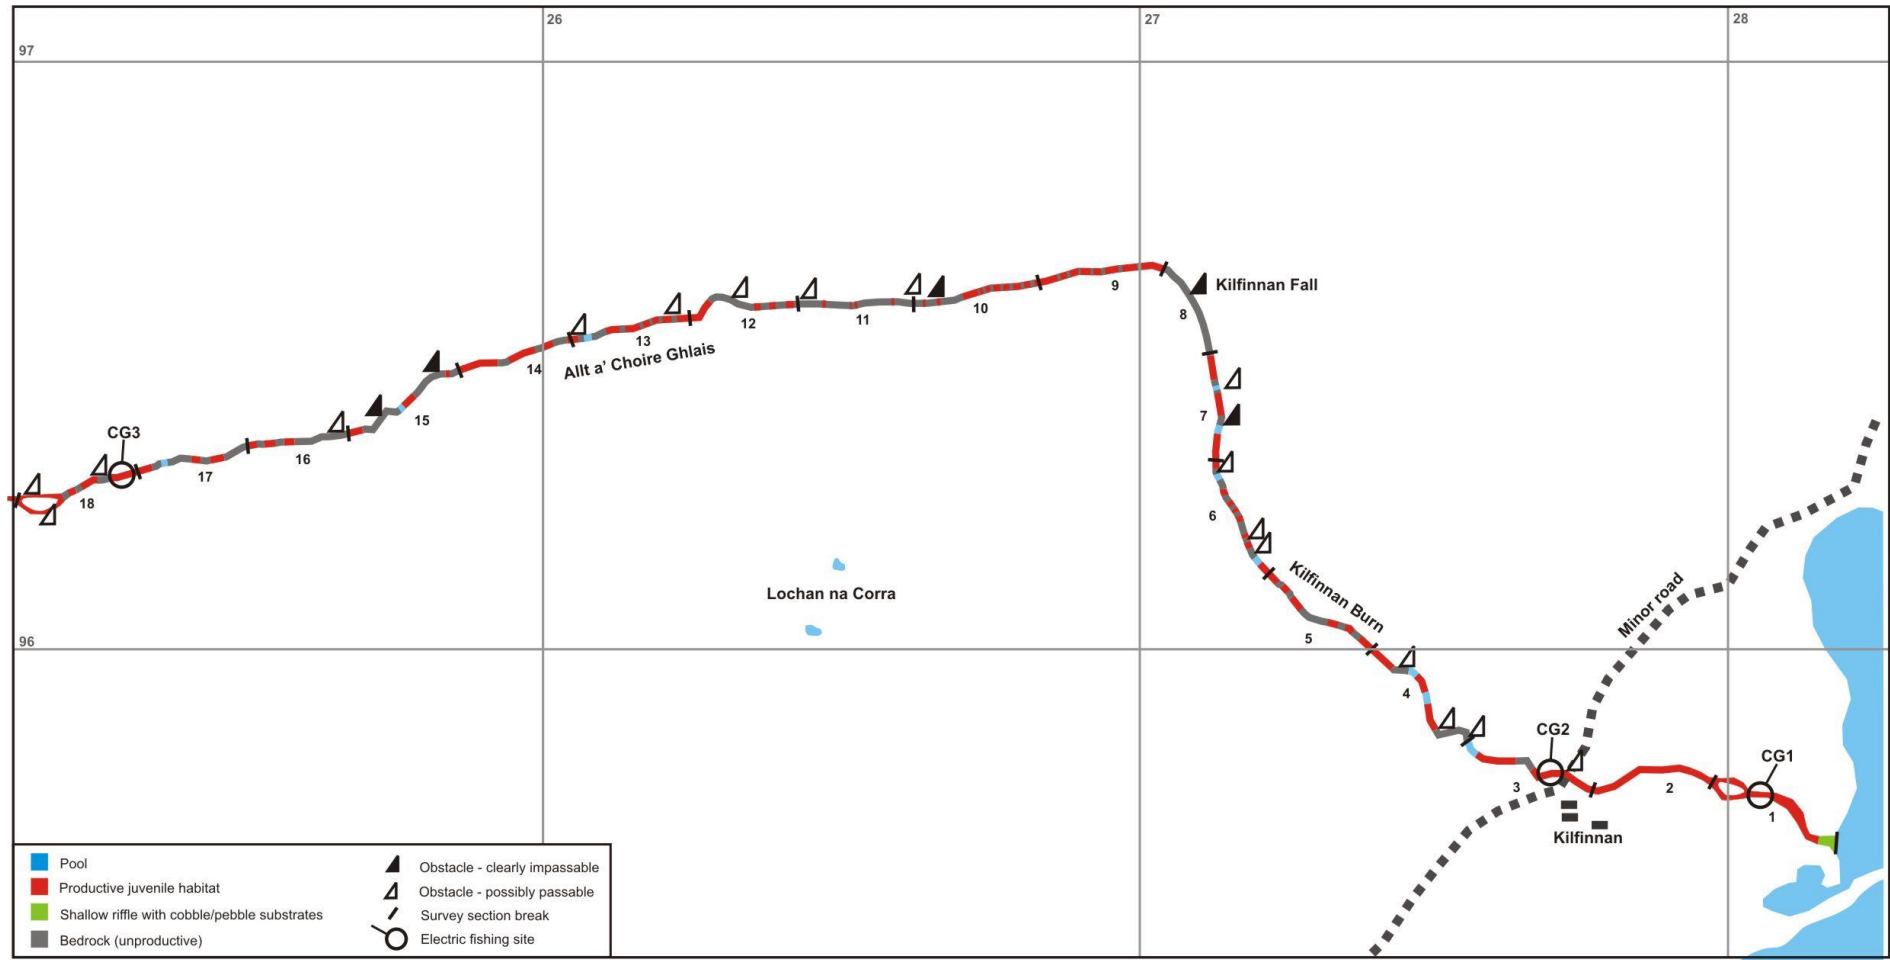 26
27
28
97
Kilfinnan Fall
9
10
8
11
12
13
Allt a’ Choire Ghlais
14
7
15
CG3
16
17
18
6
Kilfinnan Burn
Minor road
Lochan na Corra
5
96
4
CG2
CG1
3
2
1
Kilfinnan
Pool
Productive juvenile habitat
Shallow riffle with cobble/pebble substrates
Bedrock (unproductive)
Obstacle - clearly impassable
Obstacle - possibly passable
Survey section break
Electric fishing site